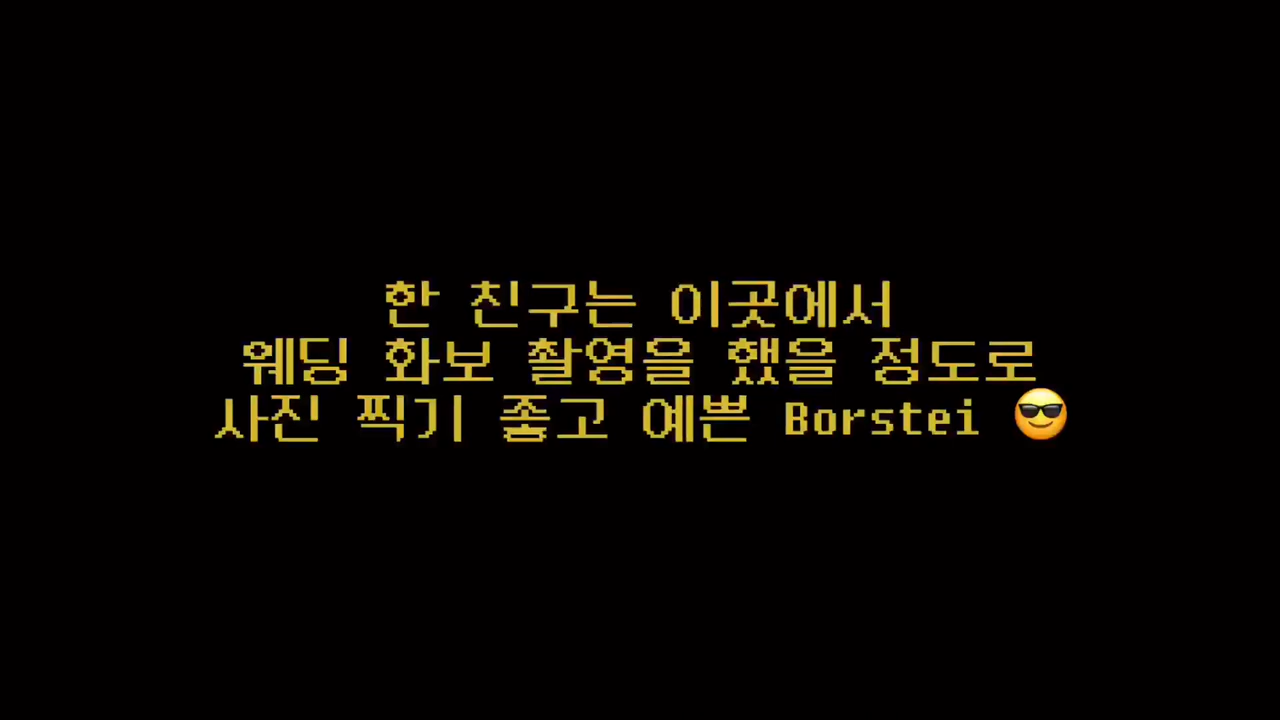 한 친구는 이곳에서
웨딩 화보 촬영을 했을 정도로
사진 찍기 좋고 예쁜 Borstei 😎